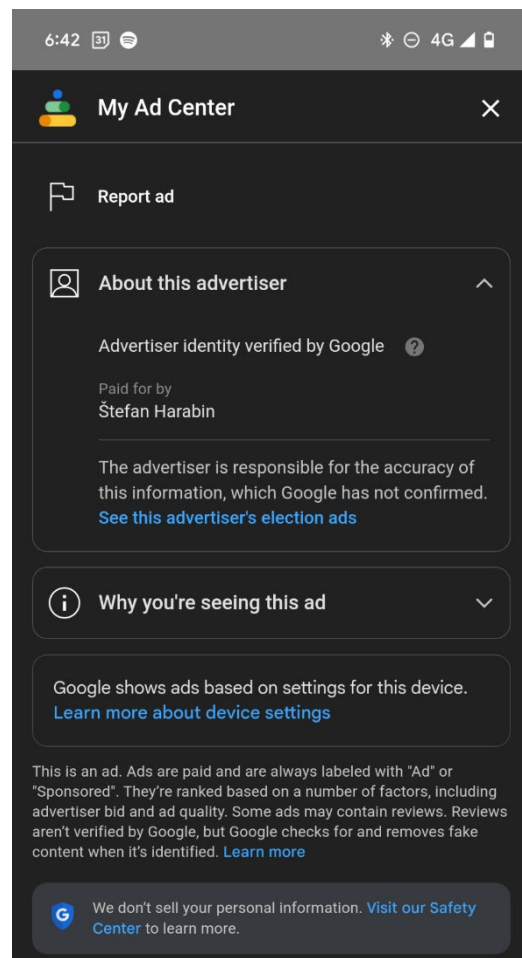 6:42 31 4G
My Ad Center
Report ad
About this advertiser
Advertiser identity verified by Google ?
Paid for by
Štefan Harabin
The advertiser is responsible for the accuracy of
this information, which Google has not confirmed.
See this advertiser's election ads
Why you're seeing this ad
Google shows ads based on settings for this device.
Learn more about device settings
This is an ad. Ads are paid and are always labeled with "Ad" or
"Sponsored". They're ranked based on a number of factors, including
advertiser bid and ad quality. Some ads may contain reviews. Reviews
aren't verified by Google, but Google checks for and removes fake
content when it's identified. Learn more
G We don't sell your personal information. Visit our Safety
Center to learn more.